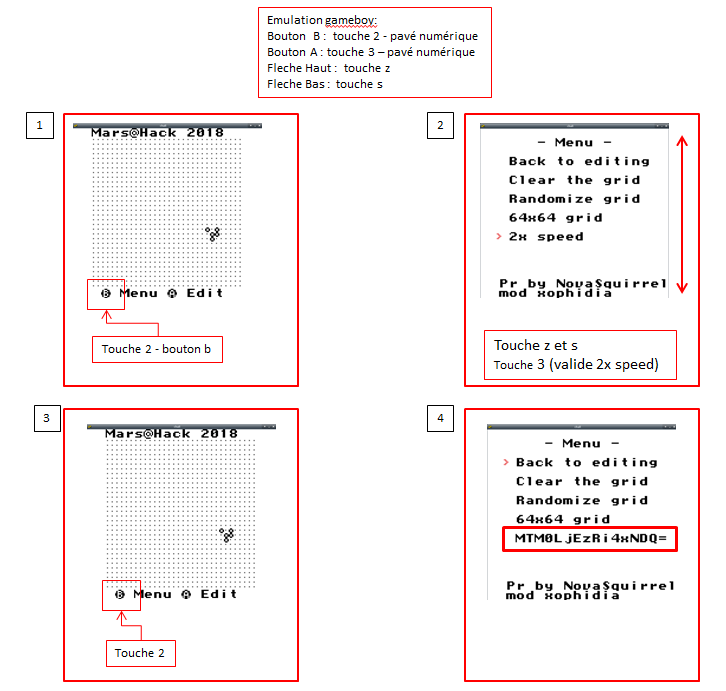 Emulation gameboy:
Bouton B : touche 2 - pavé numérique
Bouton A : touche 3 – pavé numérique
Fleche Haut : touche z
Fleche Bas : touche s
1
Mars@Hack 2018
B Menu A Edit
Touche 2 - bouton b
2
- Menu -
Back to editing
Clear the grid
Randomize grid
64x64 grid
> 2x speed
Pr by NovaSquirrel
mod xophidia
Touche z et s
Touche 3 (valide 2x speed)
3
Mars@Hack 2018
B Menu A Edit
Touche 2
4
- Menu -
> Back to editing
Clear the grid
Randomize grid
64x64 grid
MTM0LjEzRi4xNDQ=
Pr by NovaSquirrel
mod xophidia